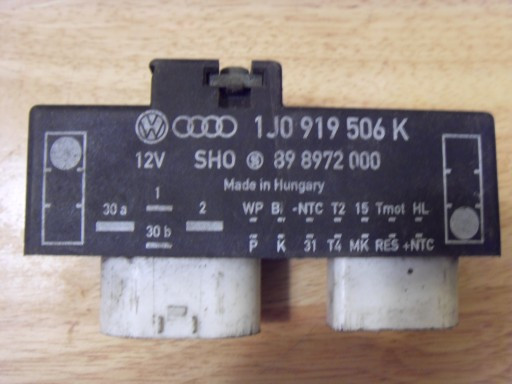 1J0 919 506 K
12V SHO 89 8972 000
Made in Hungary
1
30 a 2 WP Bi -NTC T2 15 Tmot HL
30 b P K 31 T4 MK RES +NTC